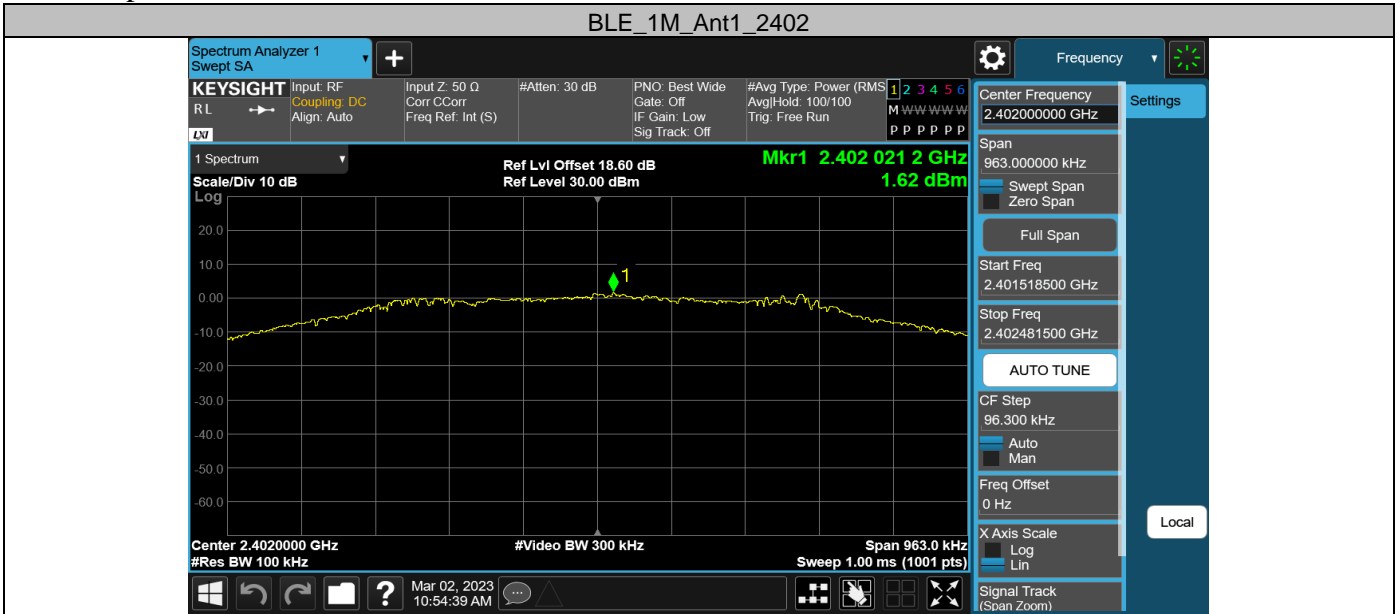 BLE_1M_Ant1_2402
Spectrum Analyzer 1
Swept SA
Frequency
KEYSIGHT
RL
LXI
Input: RF
Coupling: DC
Align: Auto
Input Z: 50 Ω
Corr CCorr
Freq Ref: Int (S)
#Atten: 30 dB
PNO: Best Wide
Gate: Off
IF Gain: Low
Sig Track: Off
#Avg Type: Power (RMS
Avg|Hold: 100/100
Trig: Free Run
1 2 3 4 5 6
M W W W W W
P P P P P P
1 Spectrum
Scale/Div 10 dB
Log
Ref Lvl Offset 18.60 dB
Ref Level 30.00 dBm
Mkr1 2.402 021 2 GHz
1.62 dBm
20.0
10.0
0.00
-10.0
-20.0
-30.0
-40.0
-50.0
-60.0
1
Center 2.4020000 GHz
#Res BW 100 kHz
#Video BW 300 kHz
Span 963.0 kHz
Sweep 1.00 ms (1001 pts)
Center Frequency
2.402000000 GHz
Span
963.000000 kHz
Swept Span
Zero Span
Full Span
Start Freq
2.401518500 GHz
Stop Freq
2.402481500 GHz
AUTO TUNE
CF Step
96.300 kHz
Auto
Man
Freq Offset
0 Hz
X Axis Scale
Log
Lin
Signal Track
(Span Zoom)
Settings
Local
?
Mar 02, 2023
10:54:39 AM